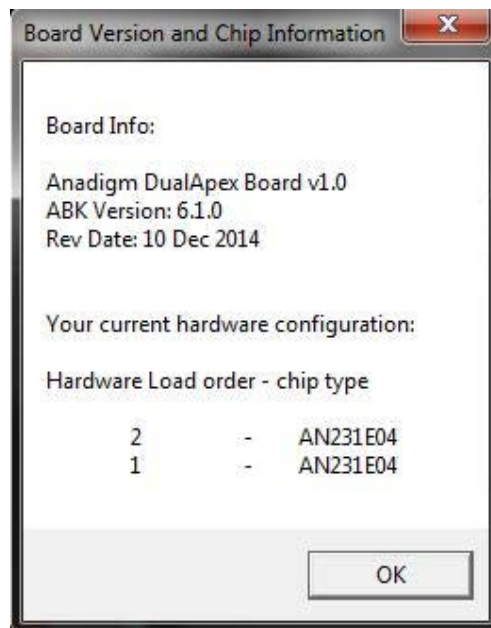 Board Version and Chip Information
Board Info:
Anadigm DualApex Board v1.0
ABK Version: 6.1.0
Rev Date: 10 Dec 2014
Your current hardware configuration:
Hardware Load order - chip type
2 - AN231E04
1 - AN231E04
OK